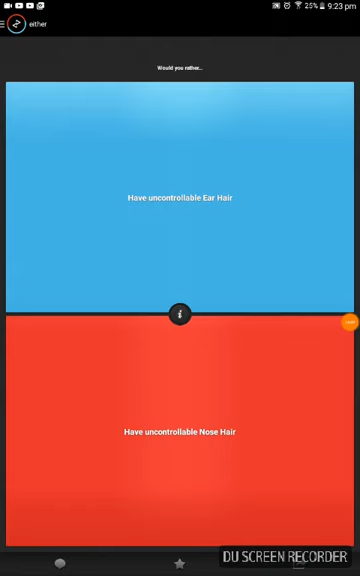 25% 9:23 pm
either
Would you rather...
Have uncontrollable Ear Hair
i
Have uncontrollable Nose Hair
DU SCREEN RECORDER